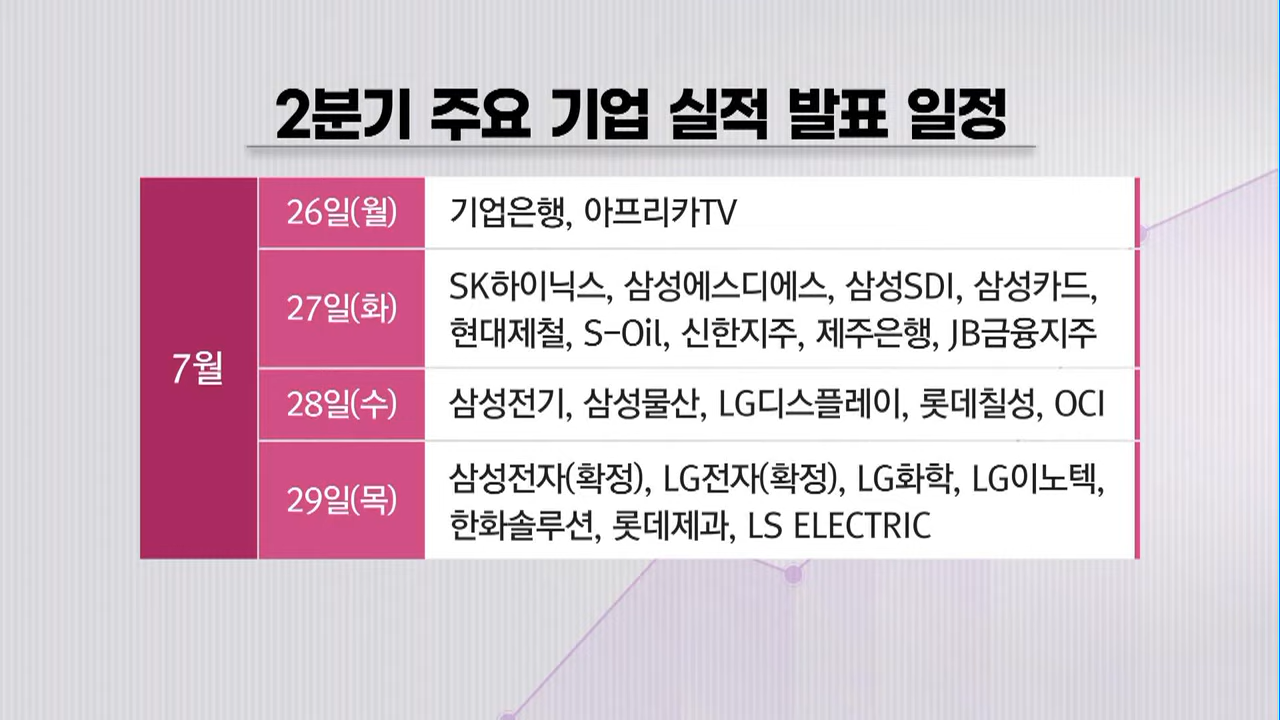 2분기 주요 기업 실적 발표 일정
7월
26일(월)
기업은행, 아프리카TV
27일(화)
SK하이닉스, 삼성에스디에스, 삼성SDI, 삼성카드,
현대제철, S-Oil, 신한지주, 제주은행, JB금융지주
28일(수)
삼성전기, 삼성물산, LG디스플레이, 롯데칠성, OCI
29일(목)
삼성전자(확정), LG전자(확정), LG화학, LG이노텍,
한화솔루션, 롯데제과, LS ELECTRIC